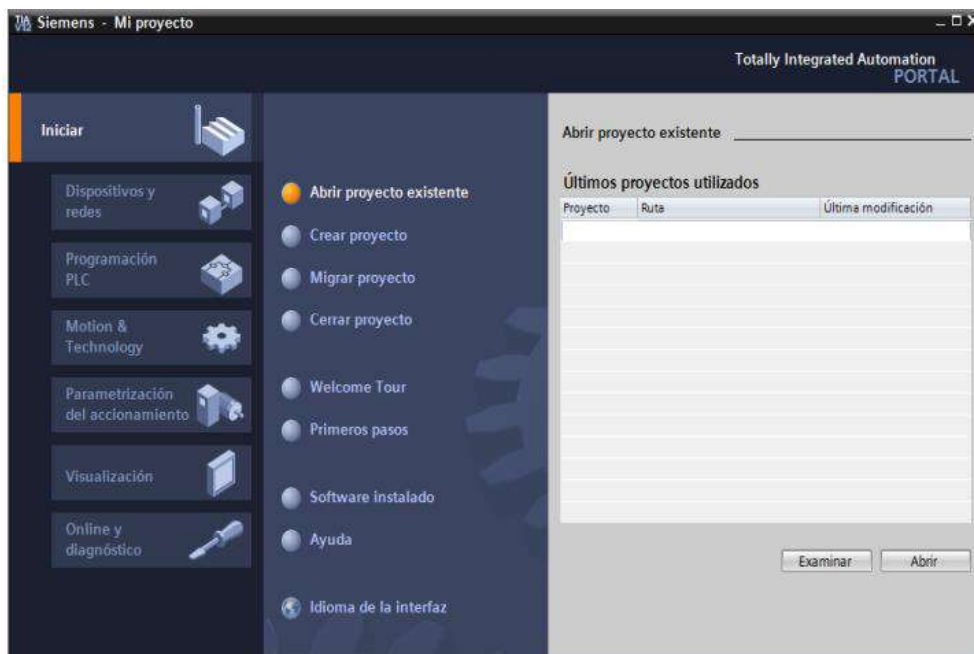 Siemens - Mi proyecto
Totally Integrated Automation
PORTAL
Iniciar
Dispositivos y
redes
Programación
PLC
Motion &
Technology
Parametrización
del accionamiento
Visualización
Online y
diagnóstico
Abrir proyecto existente
Crear proyecto
Migrar proyecto
Cerrar proyecto
Welcome Tour
Primeros pasos
Software instalado
Ayuda
Idioma de la interfaz
Abrir proyecto existente
Últimos proyectos utilizados
Proyecto Ruta Última modificación
Examinar Abrir